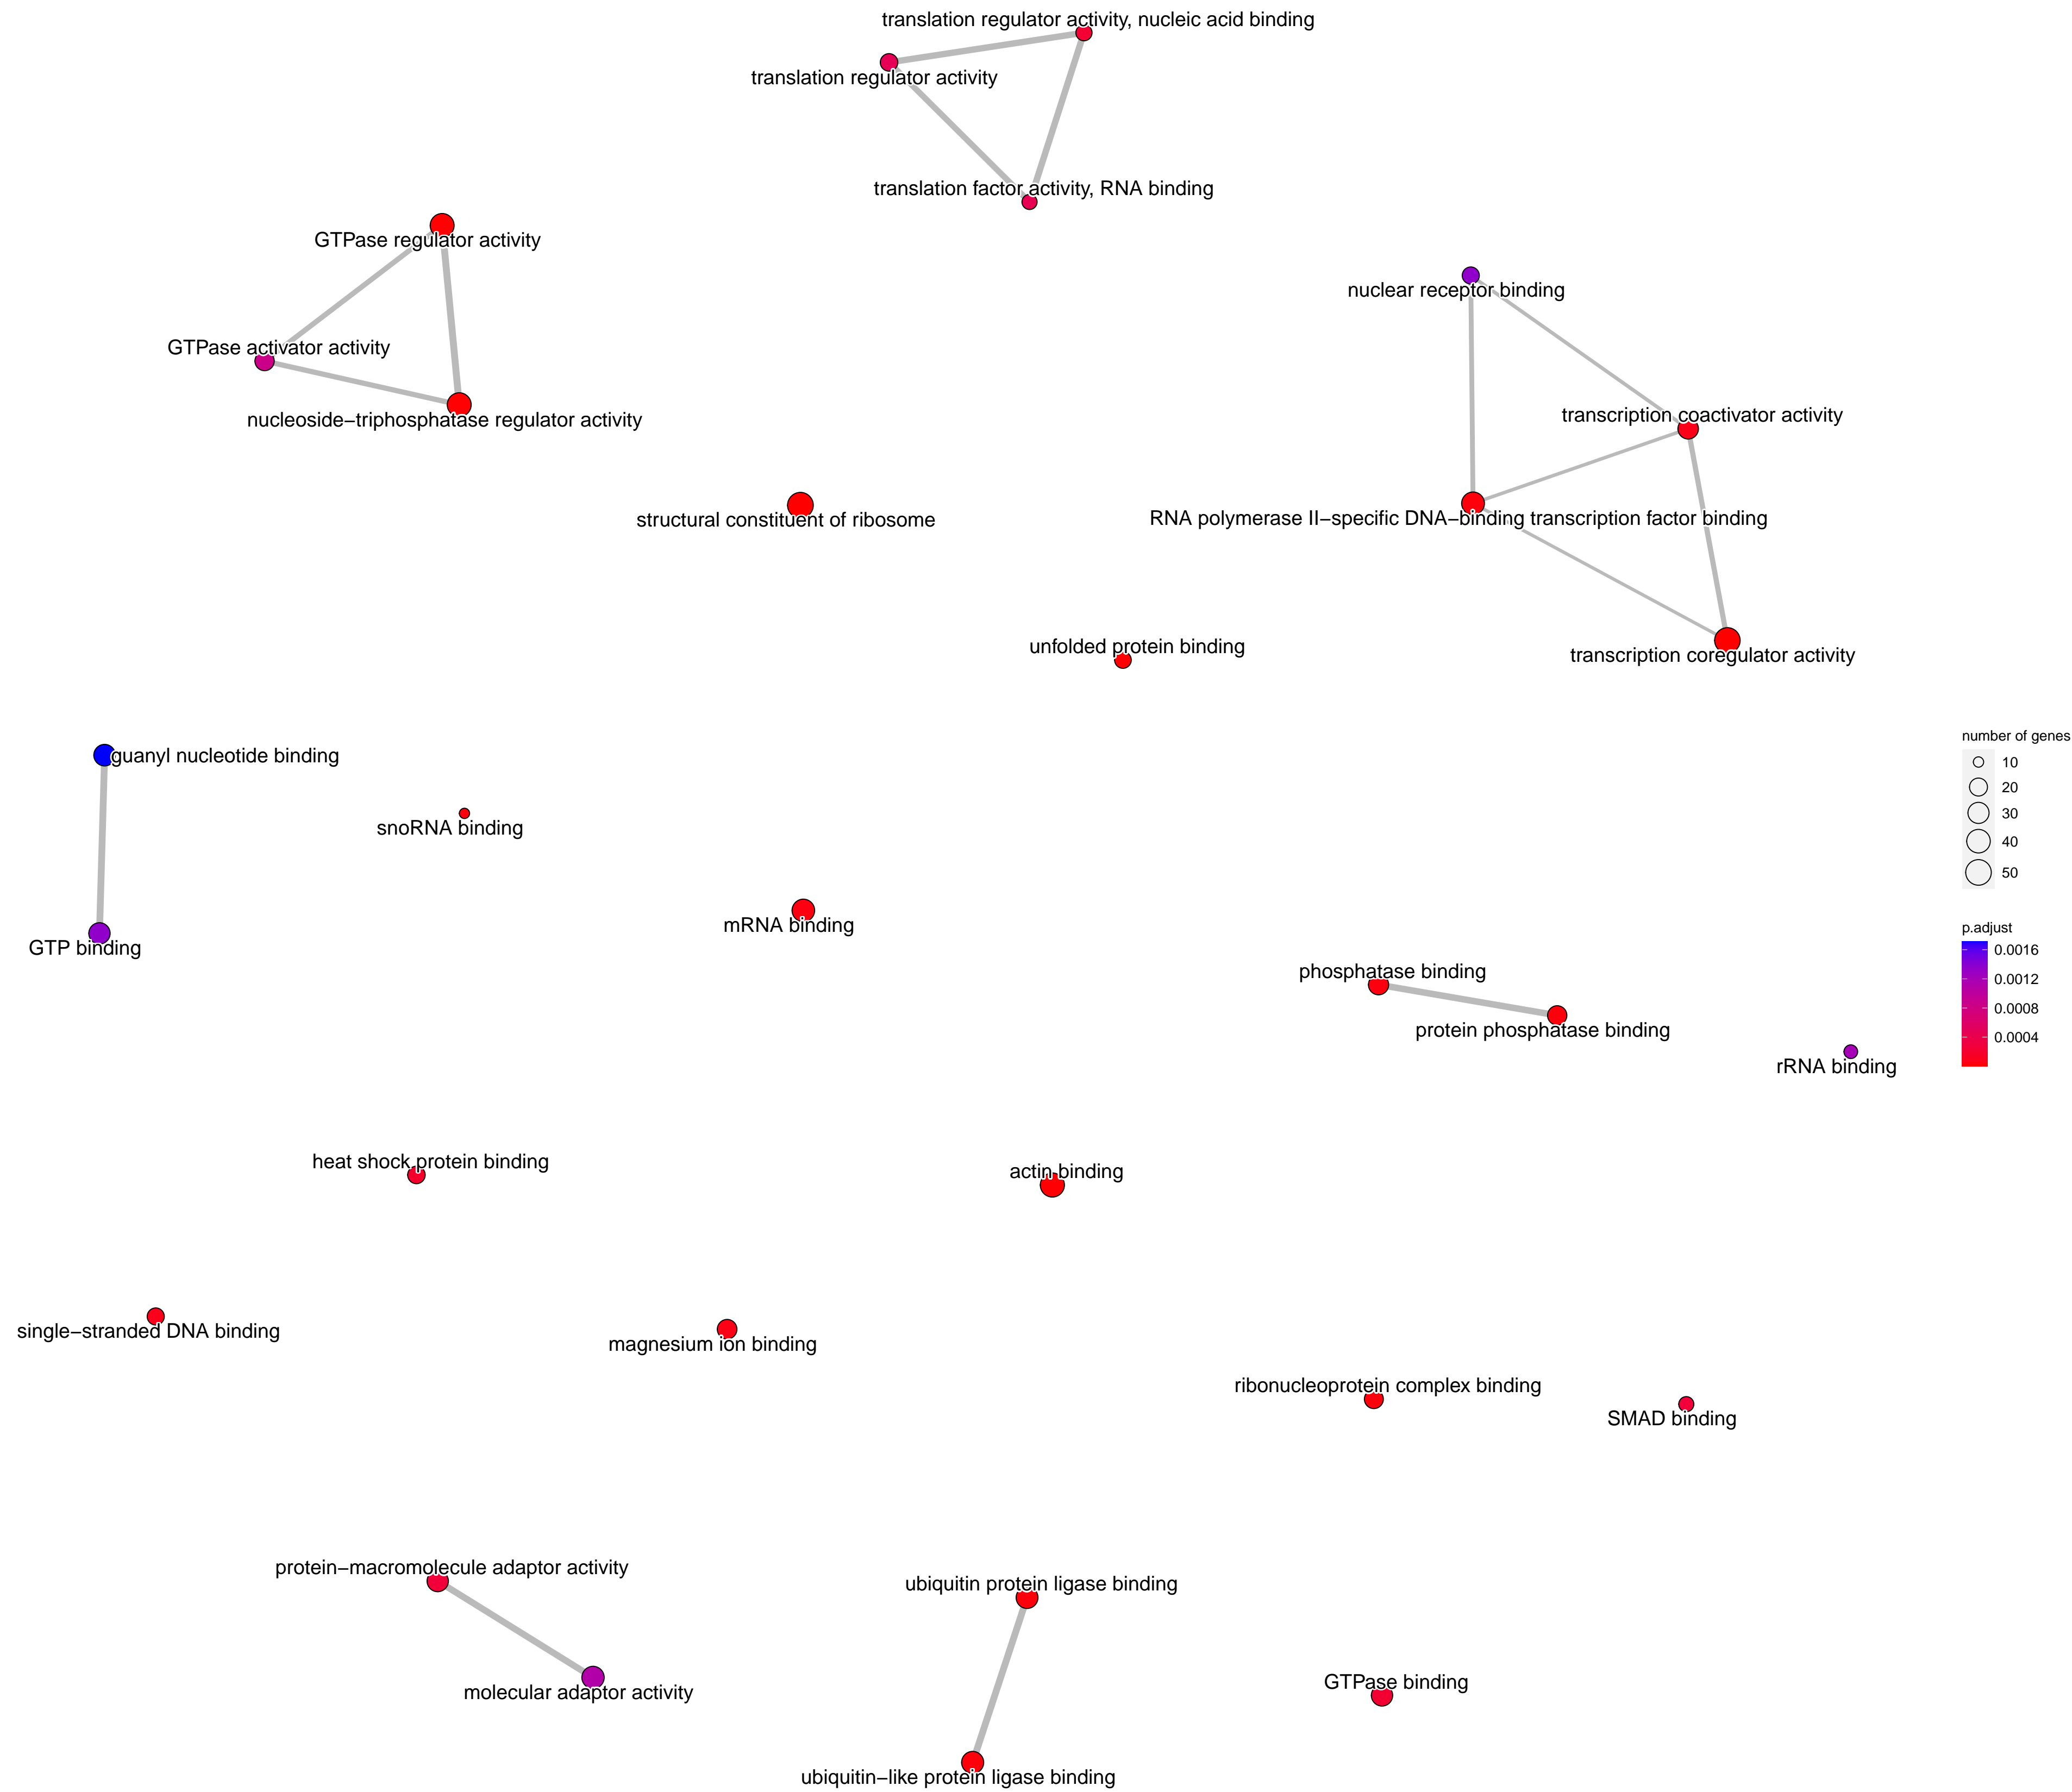 translation regulator activity, nucleic acid binding
translation regulator activity
translation factor activity, RNA binding
GTPase regulator activity
nuclear receptor binding
GTPase activator activity
transcription coactivator activity
nucleoside−triphosphatase regulator activity
structural constituent of ribosome
RNA polymerase II−specific DNA−binding transcription factor binding
unfolded protein binding
transcription coregulator activity
guanyl nucleotide binding
snoRNA binding
mRNA binding
GTP binding
phosphatase binding
protein phosphatase binding
rRNA binding
number of genes
10
20
30
40
50
p.adjust
0.0016
0.0012
0.0008
0.0004
heat shock protein binding
actin binding
single−stranded DNA binding
magnesium ion binding
ribonucleoprotein complex binding
SMAD binding
protein−macromolecule adaptor activity
ubiquitin protein ligase binding
molecular adaptor activity
GTPase binding
ubiquitin−like protein ligase binding